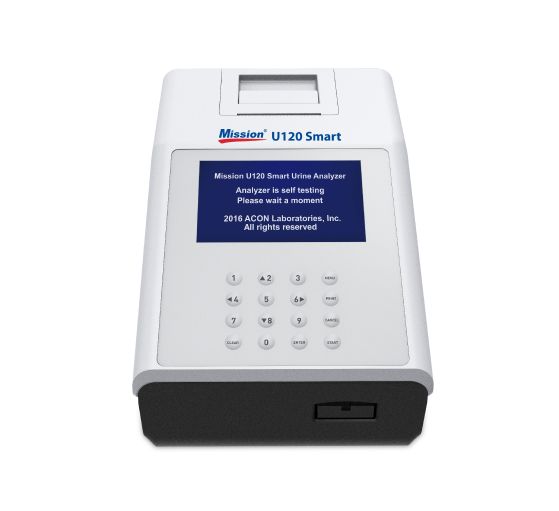 Mission® U120 Smart
Mission U120 Smart Urine Analyzer
Analyzer is self testing
Please wait a moment
2016 ACON Laboratories, Inc.
All rights reserved
1 ▲2 3 MENU
◀4 5 6▶ PRINT
7 ▼8 9 CANCEL
CLEAR 0 ENTER START